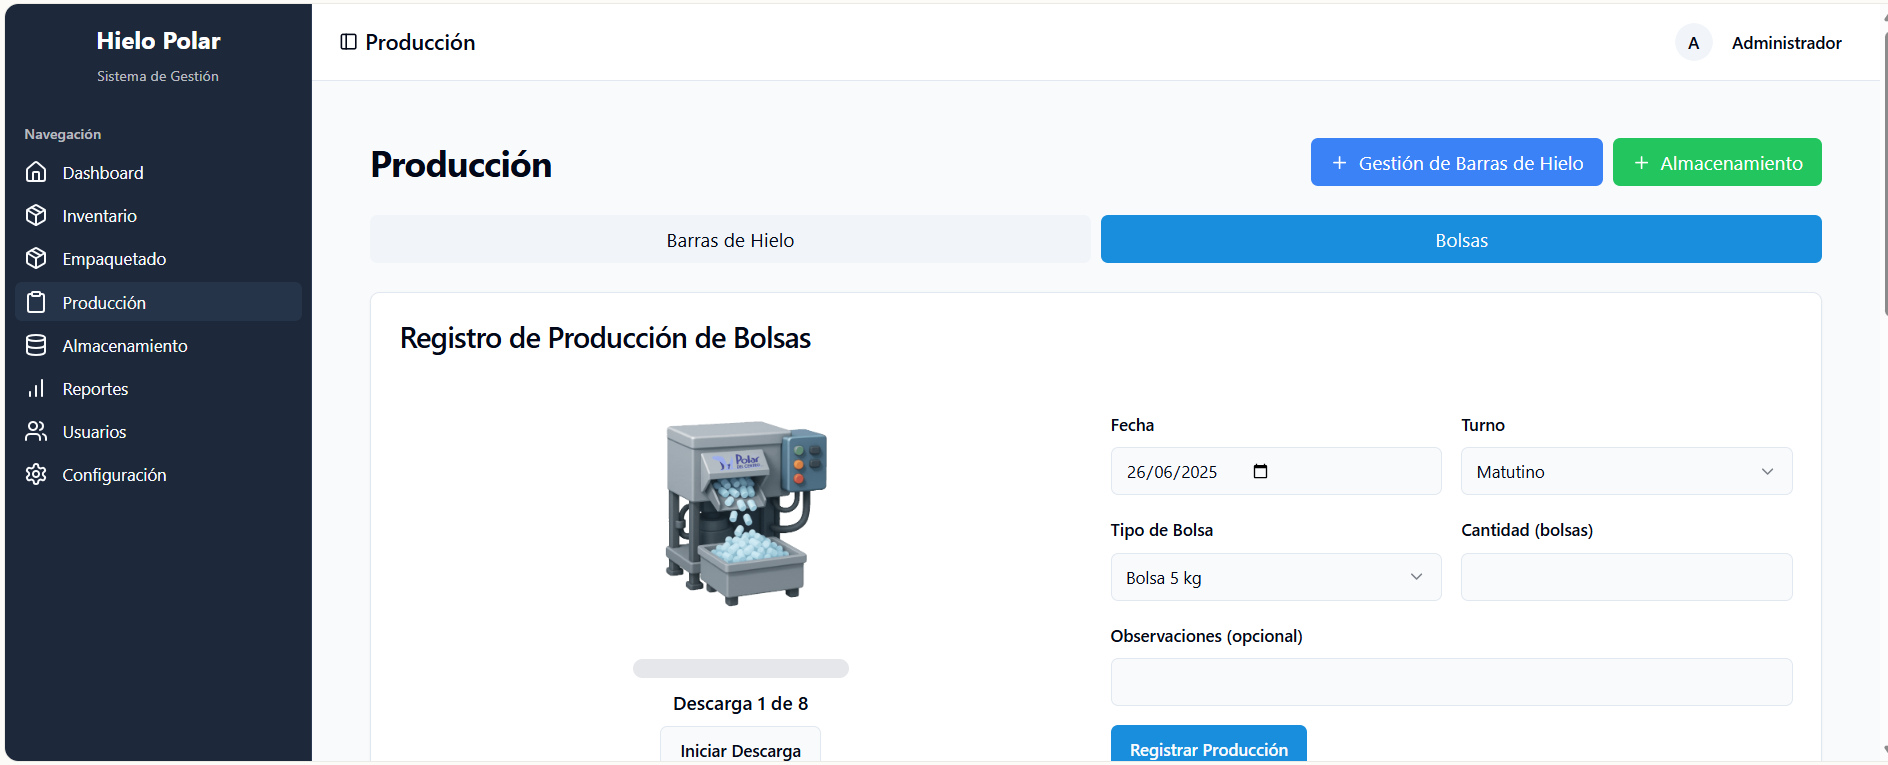 Hielo Polar
Sistema de Gestión
Navegación
Dashboard
Inventario
Empaquetado
Producción
Almacenamiento
Reportes
Usuarios
Configuración
Producción
A Administrador
Producción
+ Gestión de Barras de Hielo
+ Almacenamiento
Barras de Hielo
Bolsas
Registro de Producción de Bolsas
Polar
Descarga 1 de 8
Iniciar Descarga
Fecha
26/06/2025
Turno
Matutino
Tipo de Bolsa
Bolsa 5 kg
Cantidad (bolsas)
Observaciones (opcional)
Registrar Producción